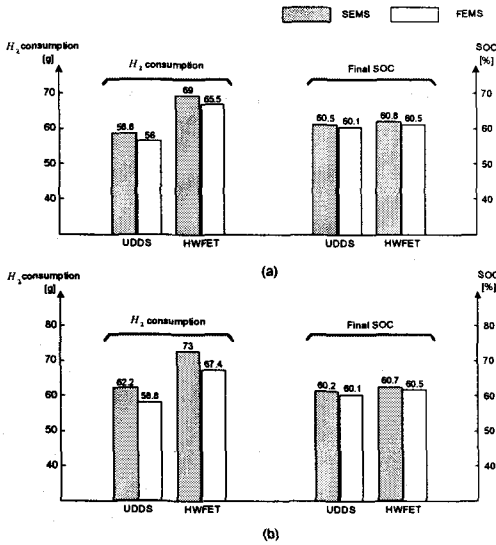 SEMS FEMS
H₂ consumption
[g]
SOC
[%]
H₂ consumption
Final SOC
70
60
50
40
58.6
56
69
65.5
60.5
60.1
60.8
60.5
70
60
50
40
UDDS HWFET UDDS HWFET
(a)
H₂ consumption
[g]
SOC
[%]
H₂ consumption
Final SOC
80
70
60
50
40
62.2
58.8
73
67.4
60.2
60.1
60.7
60.5
80
70
60
50
40
UDDS HWFET UDDS HWFET
(b)